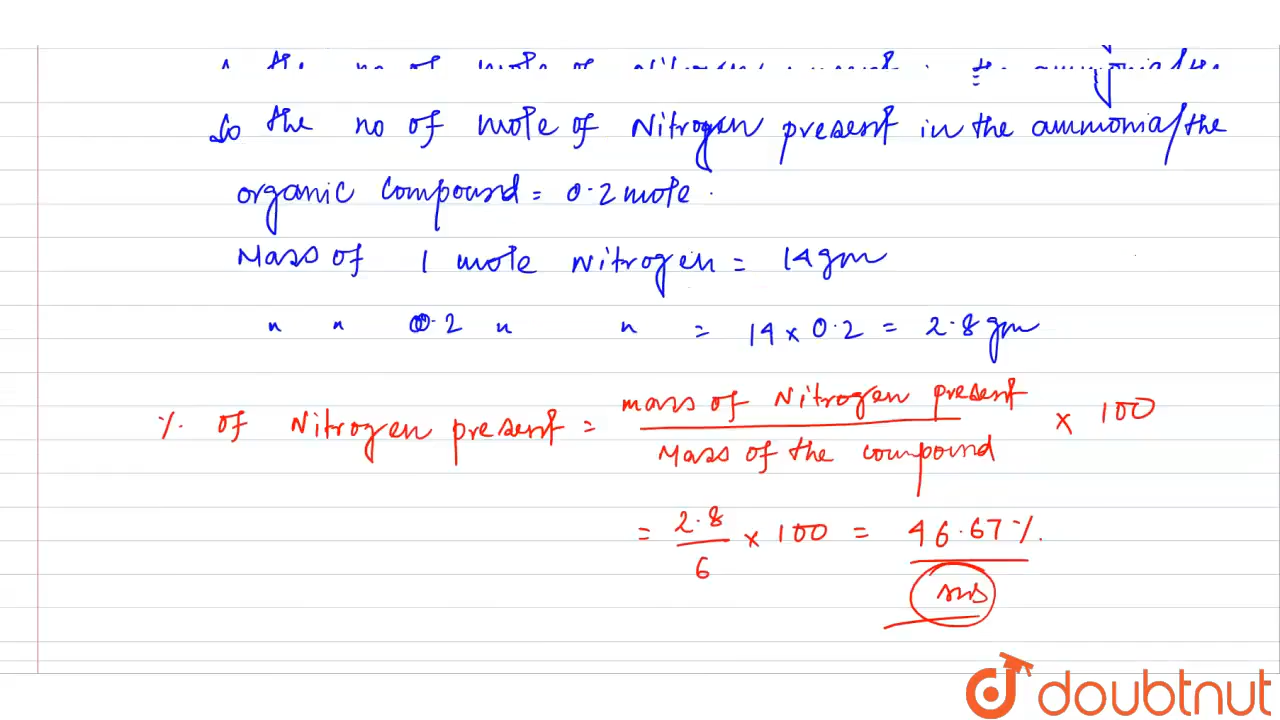 So the no of mole of Nitrogen present in the ammonia/the
organic compound = 0.2 mole.
Mass of 1 mole Nitrogen = 14 gm
" " 0.2 " " = 14 x 0.2 = 2.8 gm
% of Nitrogen present = mass of Nitrogen present / Mass of the compound x 100
= 2.8 / 6 x 100 = 46.67%.
Ans
doubtnut